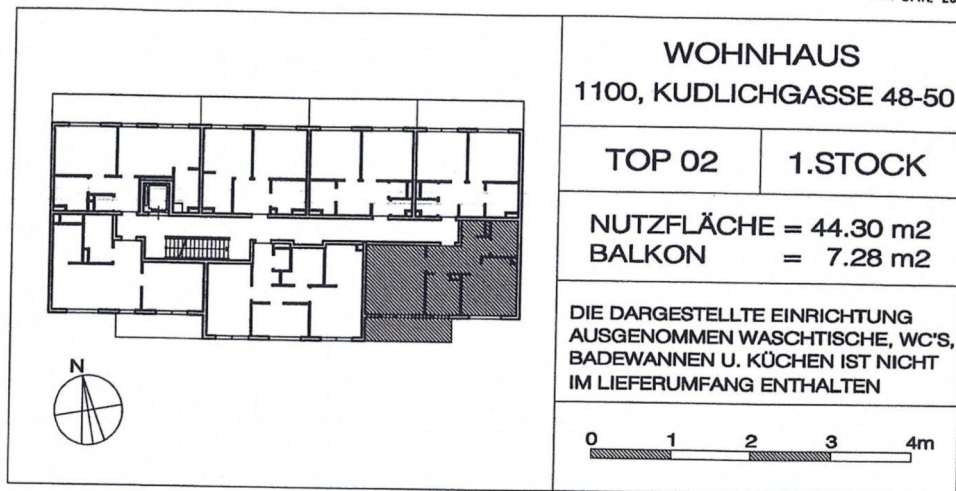 WOHNHAUS
1100, KUDLICHGASSE 48-50
TOP 02
1.STOCK
NUTZFLÄCHE = 44.30 m2
BALKON = 7.28 m2
DIE DARGESTELLTE EINRICHTUNG
AUSGENOMMEN WASCHTISCHE, WC'S,
BADEWANNEN U. KÜCHEN IST NICHT
IM LIEFERUMFANG ENTHALTEN
N
0 1 2 3 4m